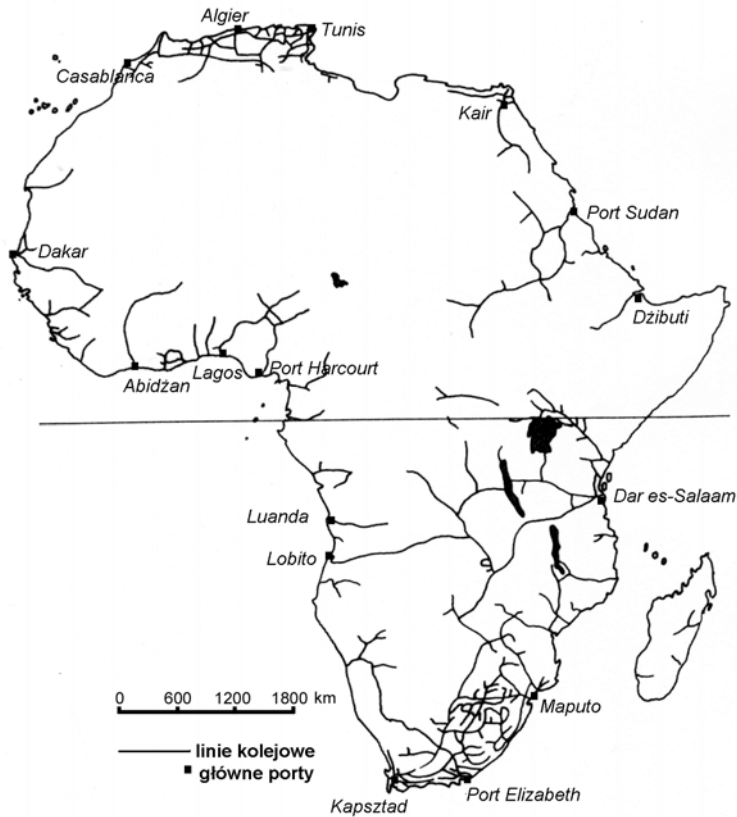 Algier
Tunis
Casablanca
Kair
Port Sudan
Dakar
Dżibuti
Abidżan
Lagos
Port Harcourt
Dar es-Salaam
Luanda
Lobito
0 600 1200 1800 km
Maputo
linie kolejowe
główne porty
Kapsztad
Port Elizabeth